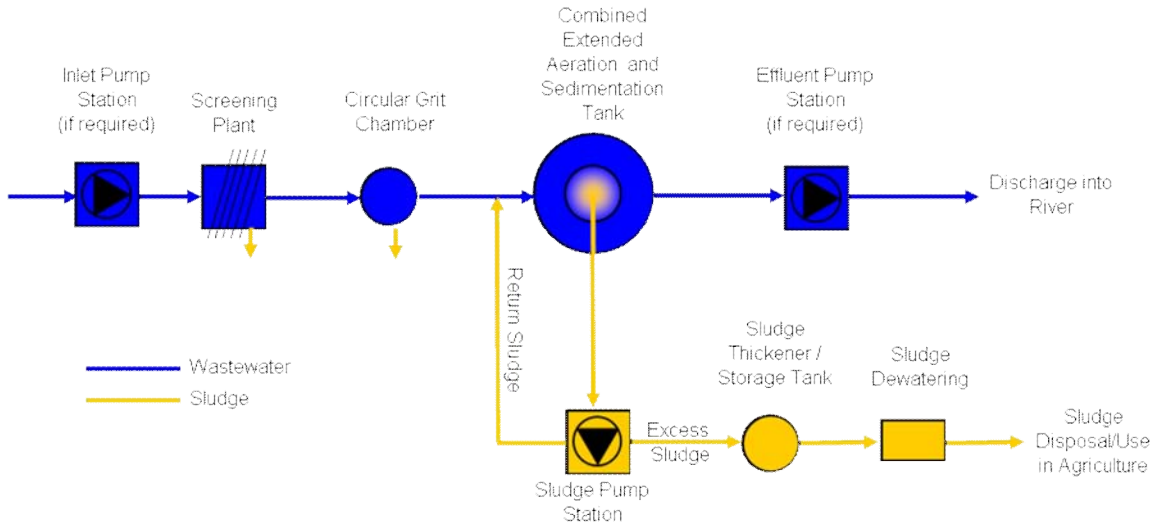 Combined
Extended
Aeration and
Sedimentation
Tank
Inlet Pump
Station
(if required)
Screening
Plant
Circular Grit
Chamber
Effluent Pump
Station
(if required)
Discharge into
River
Return Sludge
Wastewater
Sludge
Sludge
Thickener /
Storage Tank
Sludge
Dewatering
Excess
Sludge
Sludge
Disposal/Use
in Agriculture
Sludge Pump
Station